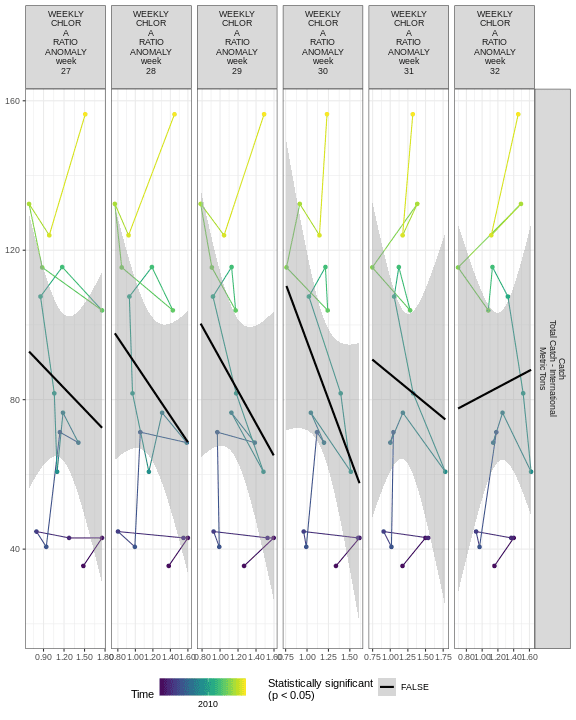 WEEKLY
CHLOR
A
RATIO
ANOMALY
week
27
WEEKLY
CHLOR
A
RATIO
ANOMALY
week
28
WEEKLY
CHLOR
A
RATIO
ANOMALY
week
29
WEEKLY
CHLOR
A
RATIO
ANOMALY
week
30
WEEKLY
CHLOR
A
RATIO
ANOMALY
week
31
WEEKLY
CHLOR
A
RATIO
ANOMALY
week
32
160
120
80
40
Catch
Total Catch - International
Metric Tons
0.90 1.20 1.50 1.80
0.80 1.00 1.20 1.40 1.60
0.80 1.00 1.20 1.40 1.60
0.75 1.00 1.25 1.50
0.75 1.00 1.25 1.50 1.75
0.80 1.00 1.20 1.40 1.60
Time
2010
Statistically significant
(p < 0.05)
FALSE